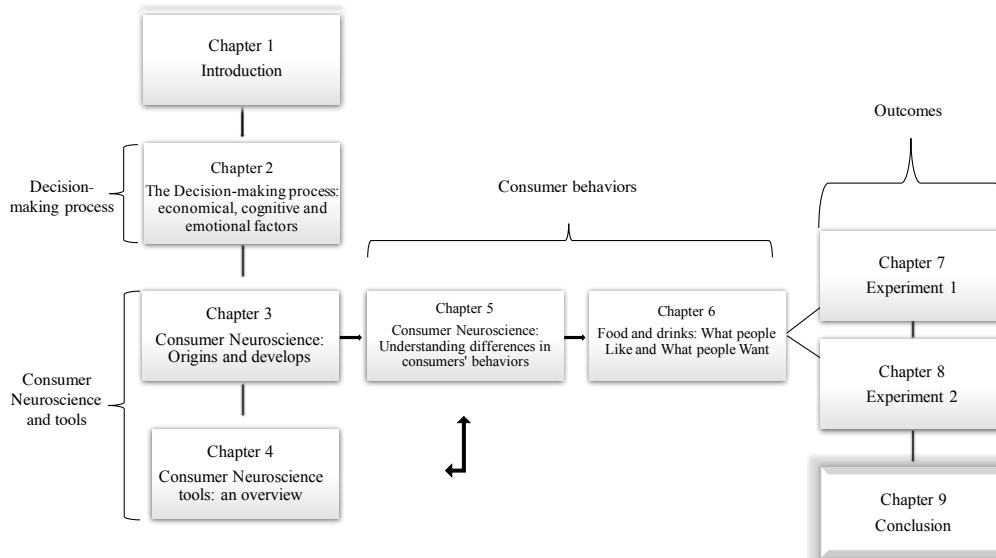 Chapter 1
Introduction
Decision-
making process
Chapter 2
The Decision-making process:
economical, cognitive and
emotional factors
Consumer
Neuroscience
and tools
Chapter 3
Consumer Neuroscience:
Origins and develops
Chapter 4
Consumer Neuroscience
tools: an overview
Consumer behaviors
Chapter 5
Consumer Neuroscience:
Understanding differences in
consumers' behaviors
Chapter 6
Food and drinks: What people
Like and What people Want
Outcomes
Chapter 7
Experiment 1
Chapter 8
Experiment 2
Chapter 9
Conclusion